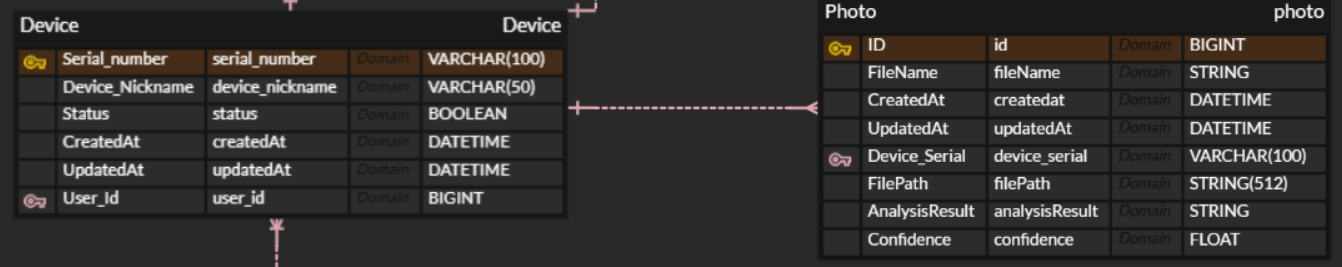 Device Device
Serial_number serial_number Domain VARCHAR(100)
Device_Nickname device_nickname Domain VARCHAR(50)
Status status Domain BOOLEAN
CreatedAt createdAt Domain DATETIME
UpdatedAt updatedAt Domain DATETIME
User_Id user_id Domain BIGINT
Photo photo
ID id Domain BIGINT
FileName fileName Domain STRING
CreatedAt createdat Domain DATETIME
UpdatedAt updatedAt Domain DATETIME
Device_Serial device_serial Domain VARCHAR(100)
FilePath filePath Domain STRING(512)
AnalysisResult analysisResult Domain STRING
Confidence confidence Domain FLOAT